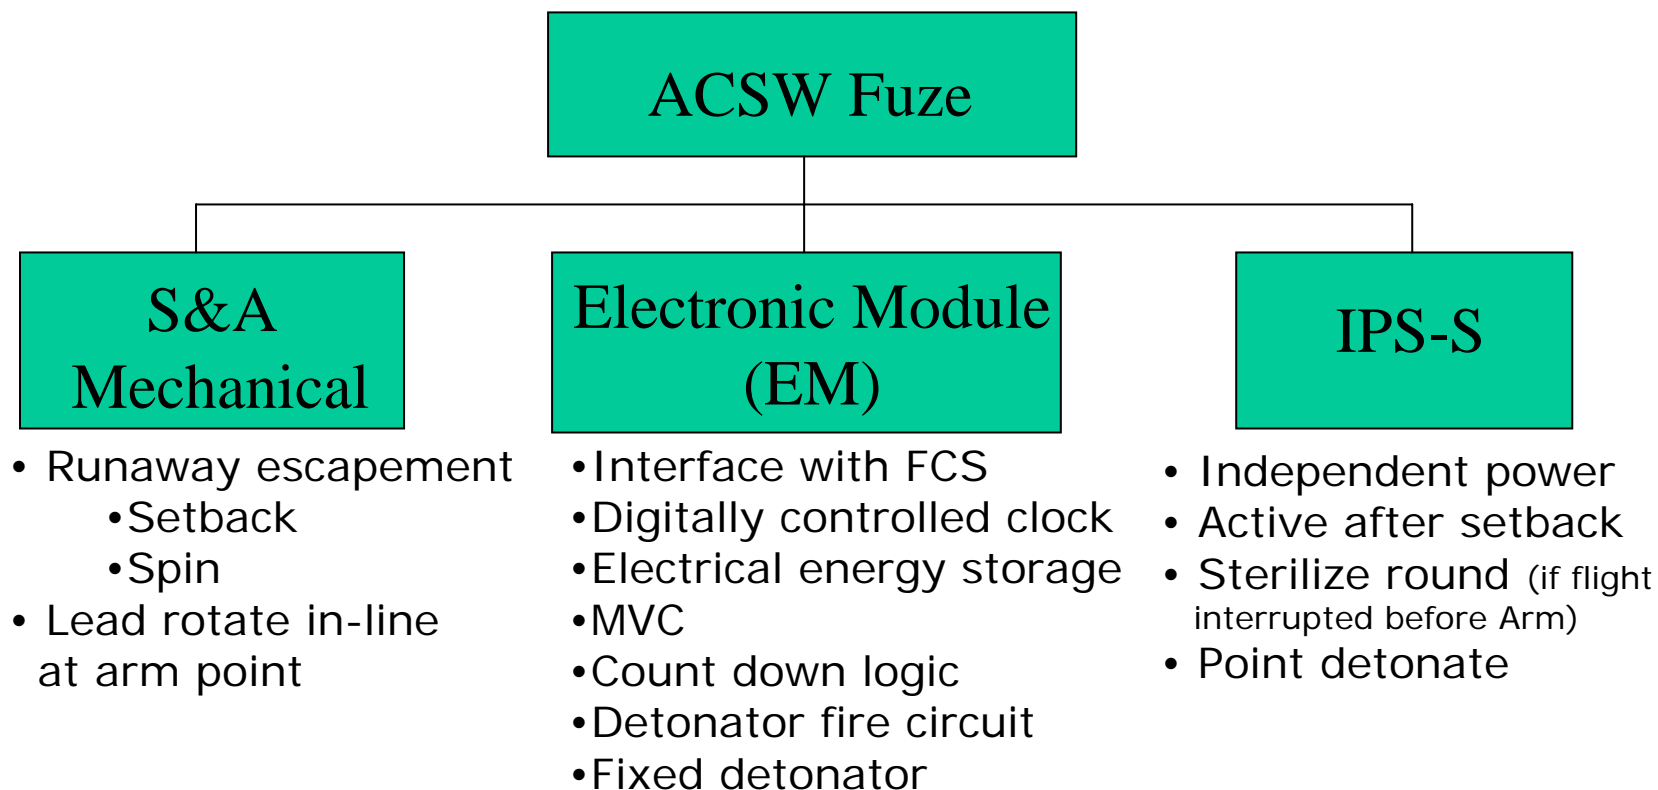 ACSW Fuze
S&A
Mechanical
• Runaway escapement
•Setback
•Spin
• Lead rotate in-line
at arm point
Electronic Module
(EM)
•Interface with FCS
•Digitally controlled clock
•Electrical energy storage
•MVC
•Count down logic
•Detonator fire circuit
•Fixed detonator
IPS-S
• Independent power
• Active after setback
• Sterilize round (if flight
interrupted before Arm)
• Point detonate